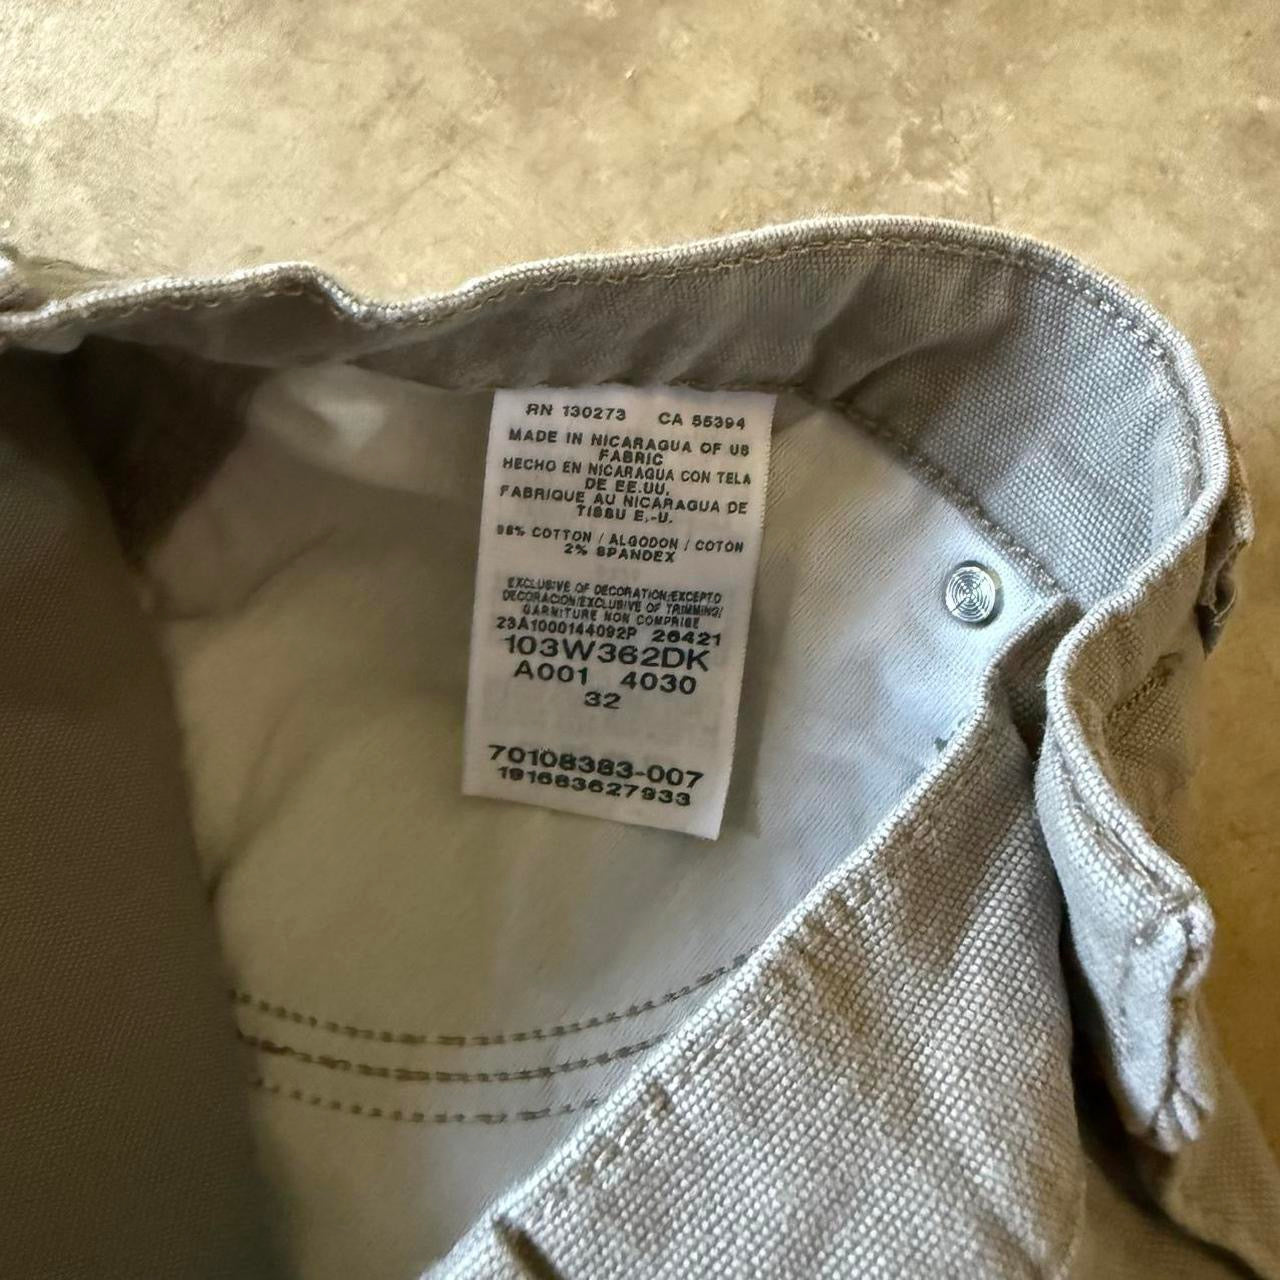 RN 130273 CA 55394
MADE IN NICARAGUA OF US
FABRIC
HECHO EN NICARAGUA CON TELA
DE EE.UU.
FABRIQUE AU NICARAGUA DE
TISSU E.-U.
98% COTTON / ALGODON / COTON
2% SPANDEX
EXCLUSIVE OF DECORATION/EXCEPTO
DECORACION/EXCLUSIVE OF TRIMMING/
GARNITURE NON COMPRISE
23A1000144092P 26421
103W362DK
A001 4030
32
70108383-007
191663627933